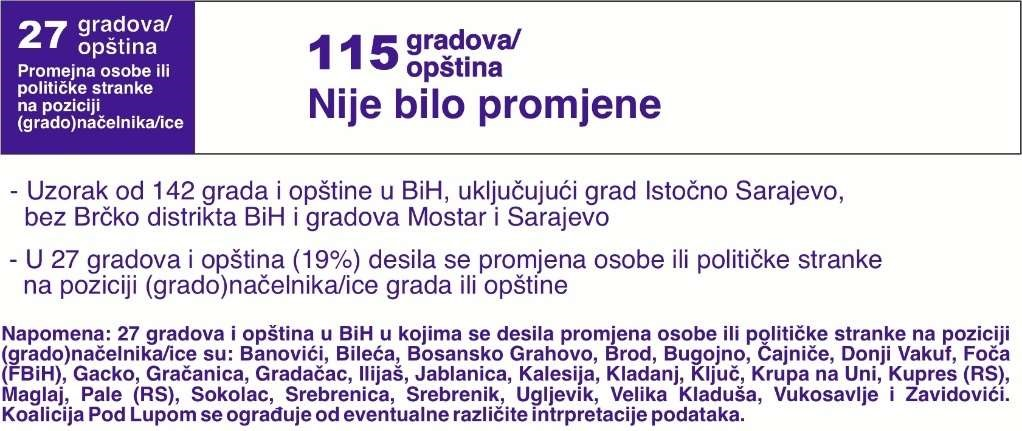 27 gradova/
opština
Promejna osobe ili
političke stranke
na poziciji
(grado)načelnika/ice
115 gradova/
opština
Nije bilo promjene
- Uzorak od 142 grada i opštine u BiH, uključujući grad Istočno Sarajevo,
bez Brčko distrikta BiH i gradova Mostar i Sarajevo
- U 27 gradova i opština (19%) desila se promjena osobe ili političke stranke
na poziciji (grado)načelnika/ice grada ili opštine
Napomena: 27 gradova i opština u BiH u kojima se desila promjena osobe ili političke stranke na poziciji
(grado)načelnika/ice su: Banovići, Bileća, Bosansko Grahovo, Brod, Bugojno, Čajniče, Donji Vakuf, Foča
(FBiH), Gacko, Gračanica, Gradačac, Ilijaš, Jablanica, Kalesija, Kladanj, Ključ, Krupa na Uni, Kupres (RS),
Maglaj, Pale (RS), Sokolac, Srebrenica, Srebrenik, Ugljevik, Velika Kladuša, Vukosavlje i Zavidovići.
Koalicija Pod Lupom se ograđuje od eventualne različite intrpretacije podataka.